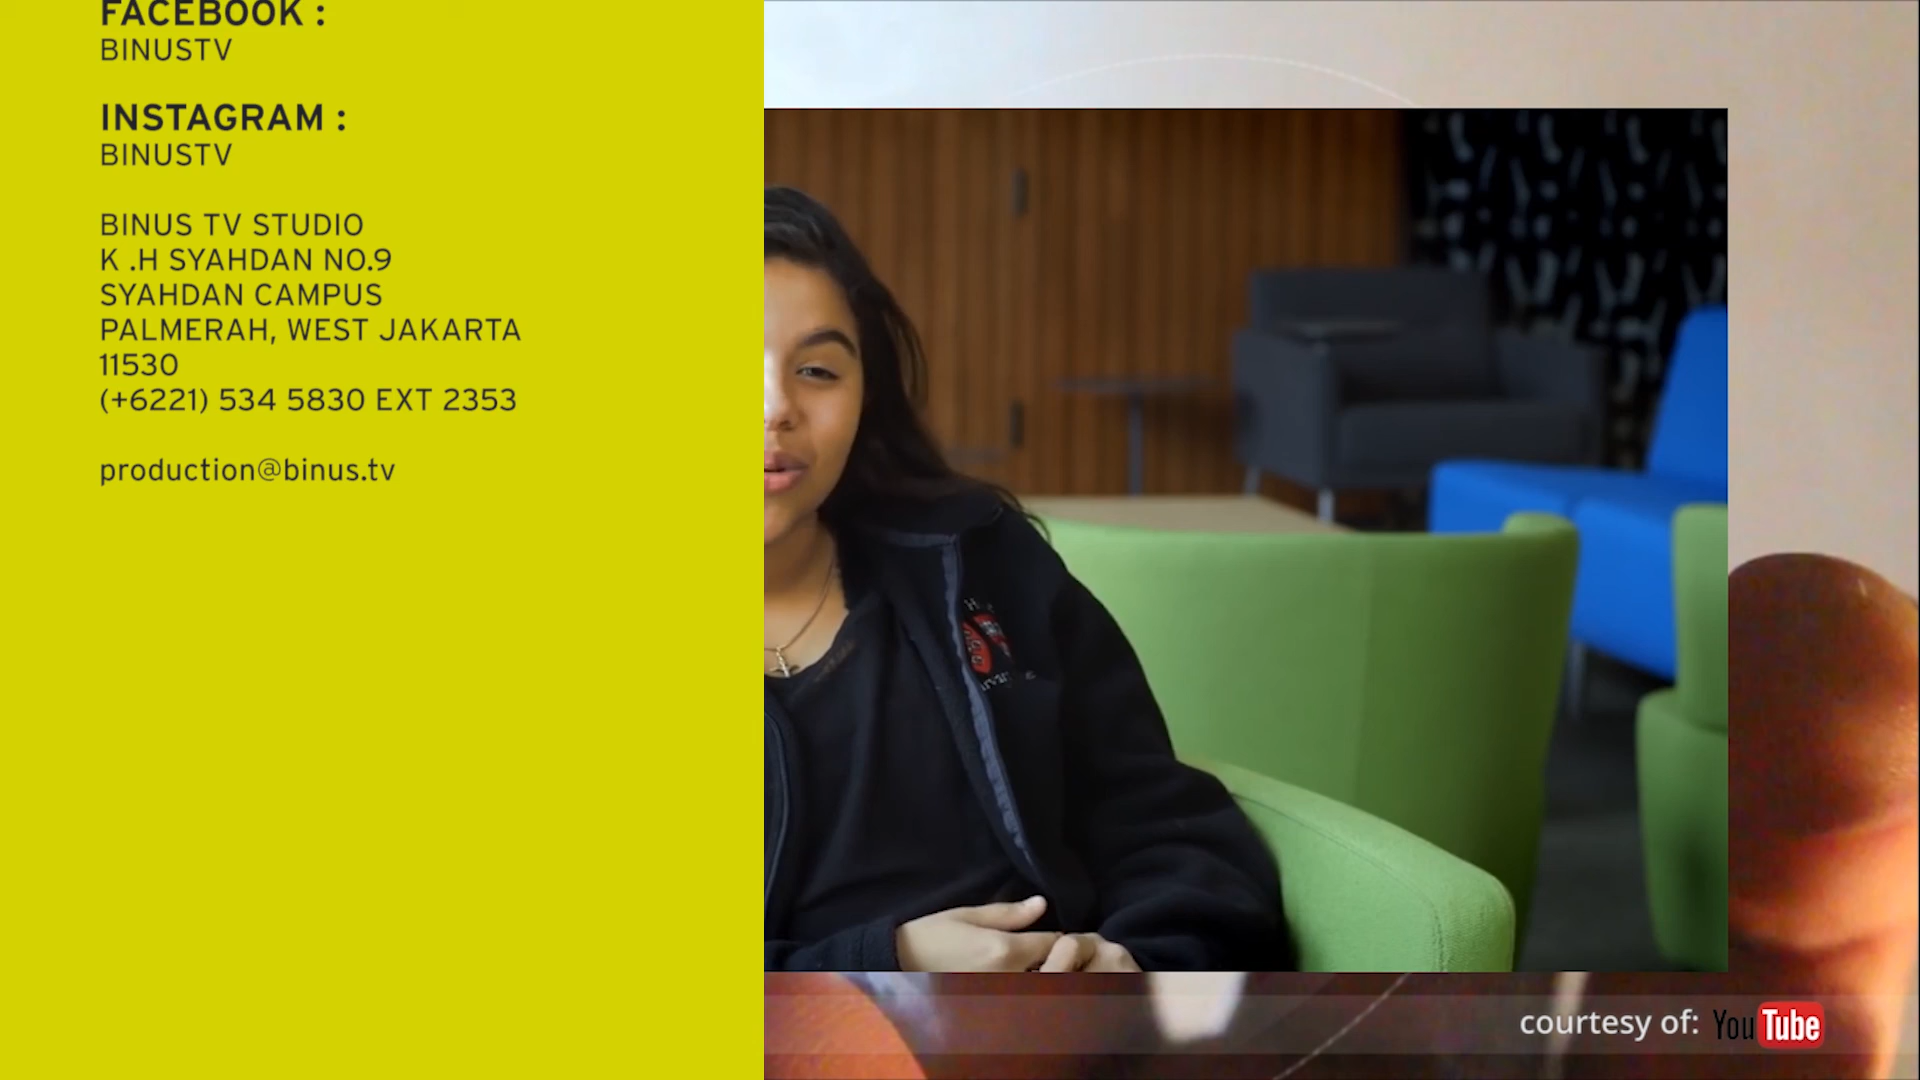 FACEBOOK :
BINUSTV
INSTAGRAM :
BINUSTV
BINUS TV STUDIO
K .H SYAHDAN NO.9
SYAHDAN CAMPUS
PALMERAH, WEST JAKARTA
11530
(+6221) 534 5830 EXT 2353
production@binus.tv
courtesy of: YouTube